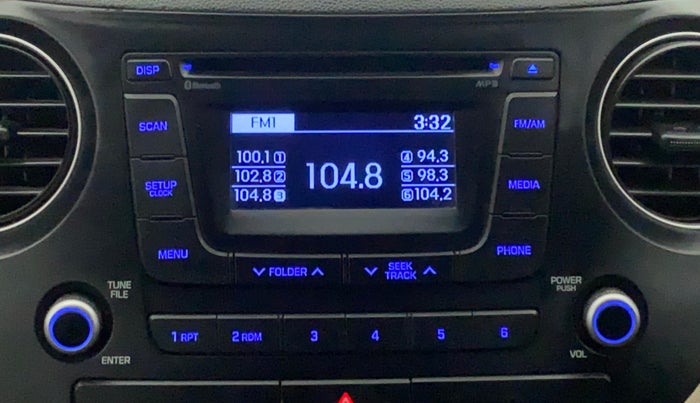 DISP
Bluetooth
MP3
SCAN
FM1 3:32
FM/AM
100.1 1 4 94.3
102.8 2 104.8 5 98.3
104.8 3 6 104.2
SETUP
CLOCK
MEDIA
MENU
FOLDER
SEEK
TRACK
PHONE
TUNE
FILE
POWER
PUSH
1 RPT 2 RDM 3 4 5 6
ENTER
VOL